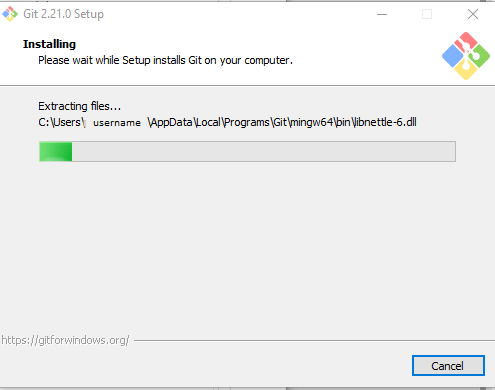 Git 2.21.0 Setup
Installing
Please wait while Setup installs Git on your computer.
Extracting files...
C:\Users\ username \AppData\Local\Programs\Git\mingw64\bin\libnettle-6.dll
https://gitforwindows.org/
Cancel